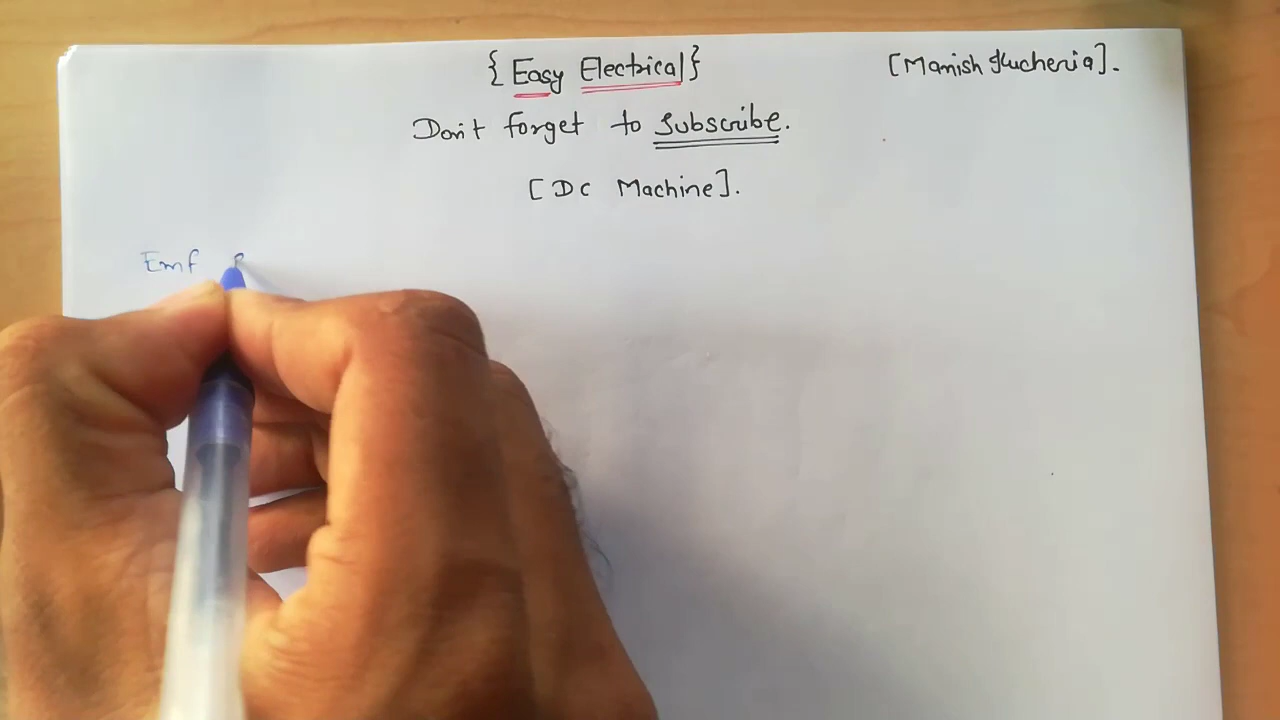 {Easy Electrical}
[Manish Kucheria].
Don't forget to Subscribe.
[DC Machine].
Emf